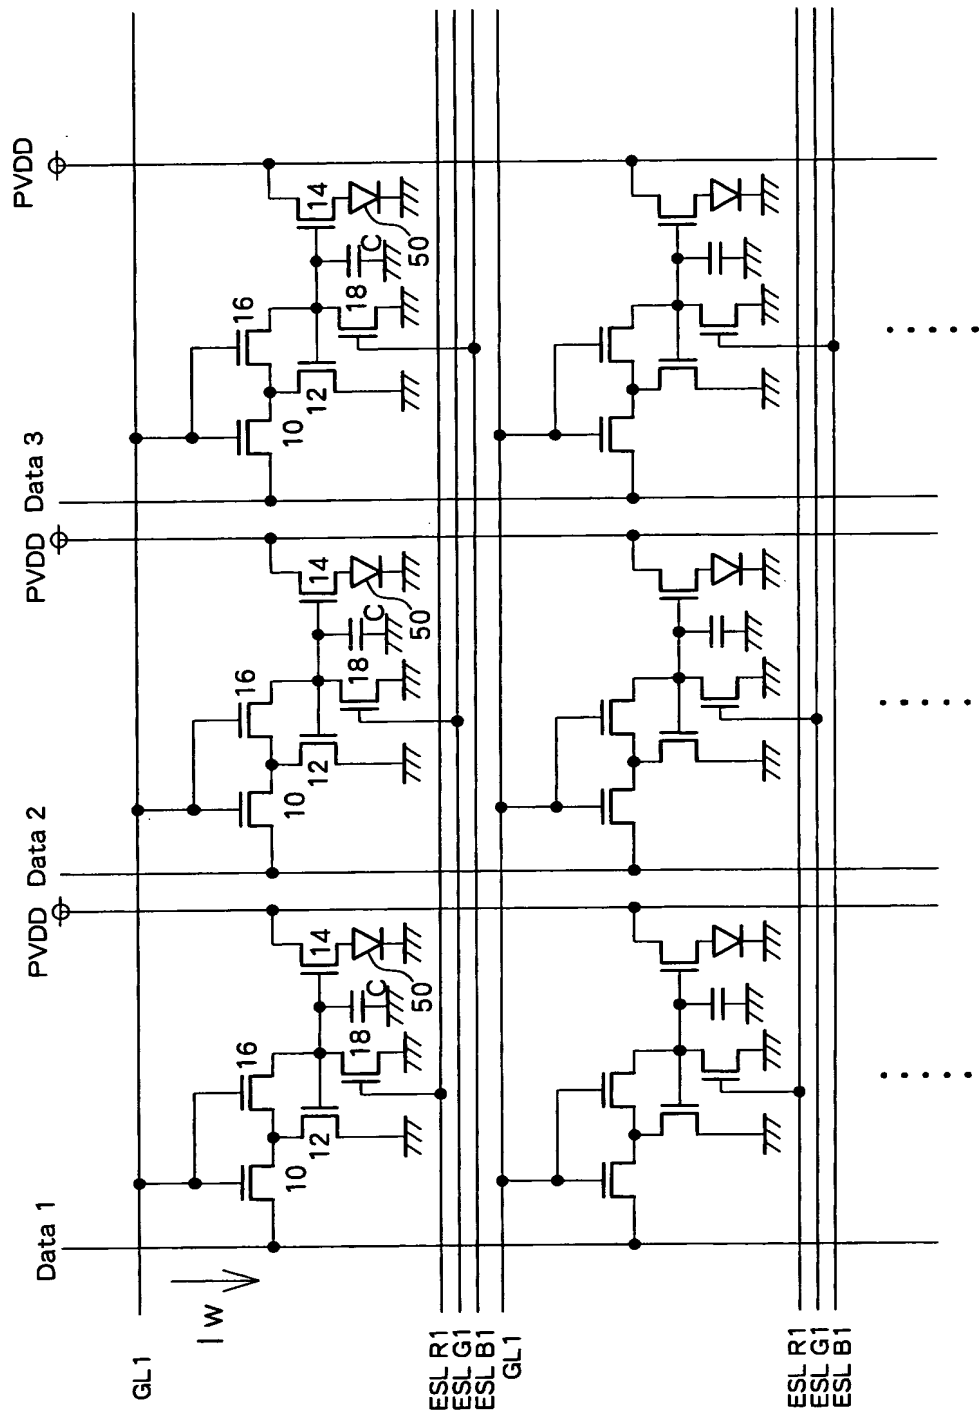 Data 1
PVDD
Data 2
PVDD
Data 3
PVDD
GL1
I W
16
16
16
10
10
10
12
14
12
14
12
14
18
C
18
C
18
C
50
50
50
ESL R1
ESL G1
ESL B1
GL1
ESL R1
ESL G1
ESL B1